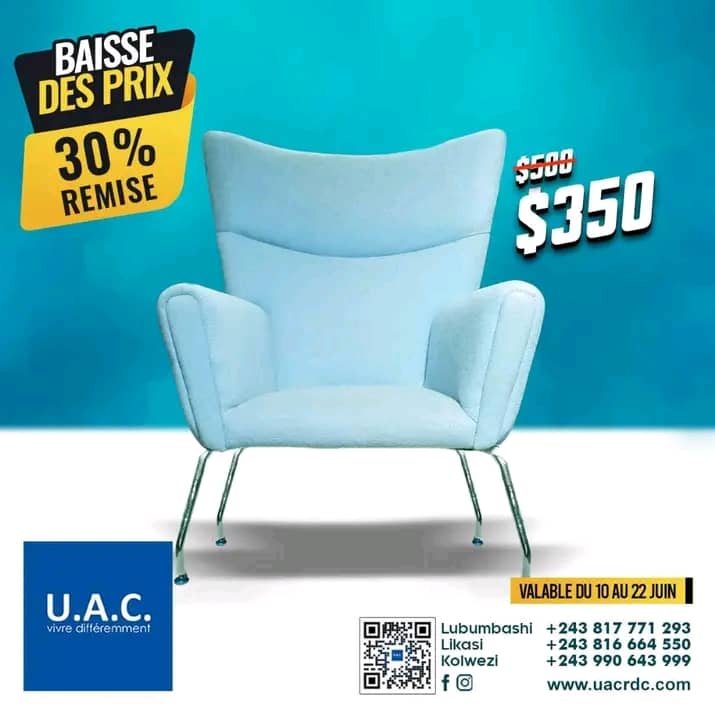 BAISSE
DES PRIX
30%
REMISE
$500
$350
U.A.C.
vivre différemment
VALABLE DU 10 AU 22 JUIN
U.A.C.
Lubumbashi +243 817 771 293
Likasi +243 816 664 550
Kolwezi +243 990 643 999
www.uacrdc.com